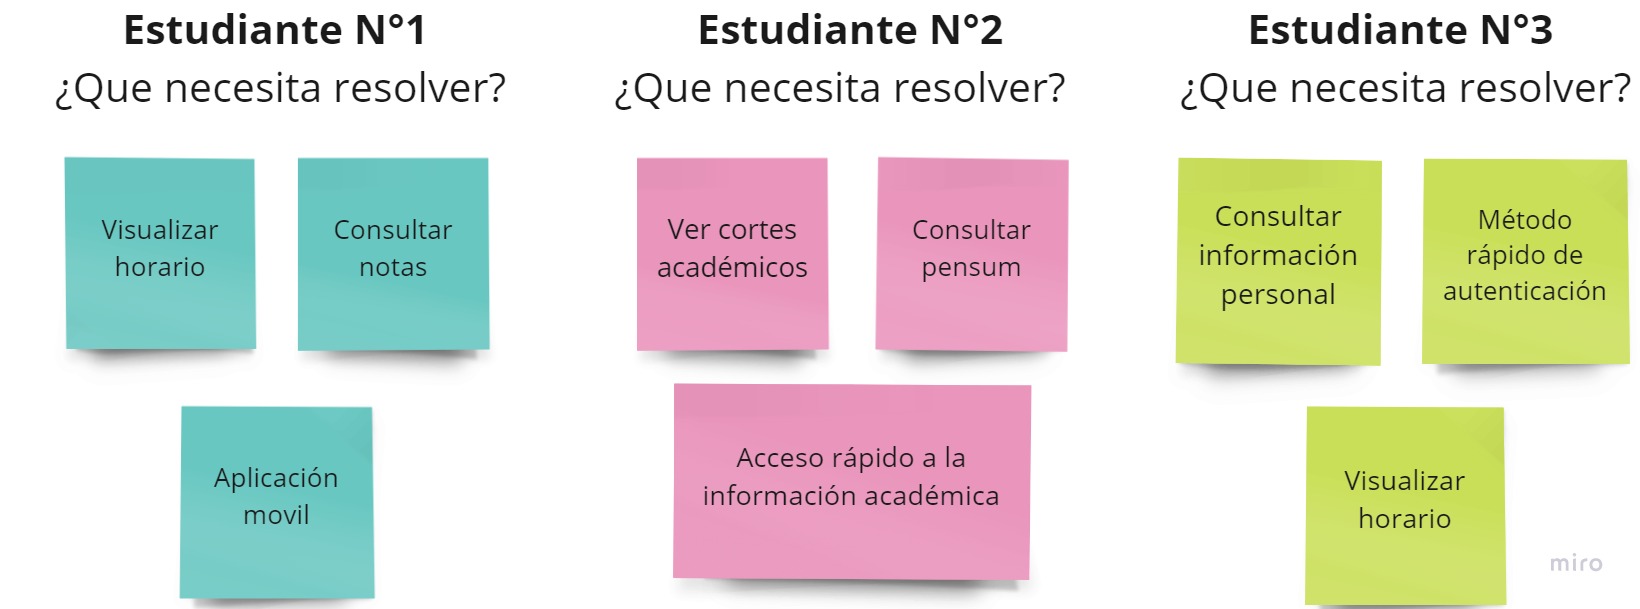 Estudiante N°1
¿Que necesita resolver?
Visualizar
horario
Consultar
notas
Aplicación
movil
Estudiante N°2
¿Que necesita resolver?
Ver cortes
académicos
Consultar
pensum
Acceso rápido a la
información académica
Estudiante N°3
¿Que necesita resolver?
Consultar
información
personal
Método
rápido de
autenticación
Visualizar
horario
miro